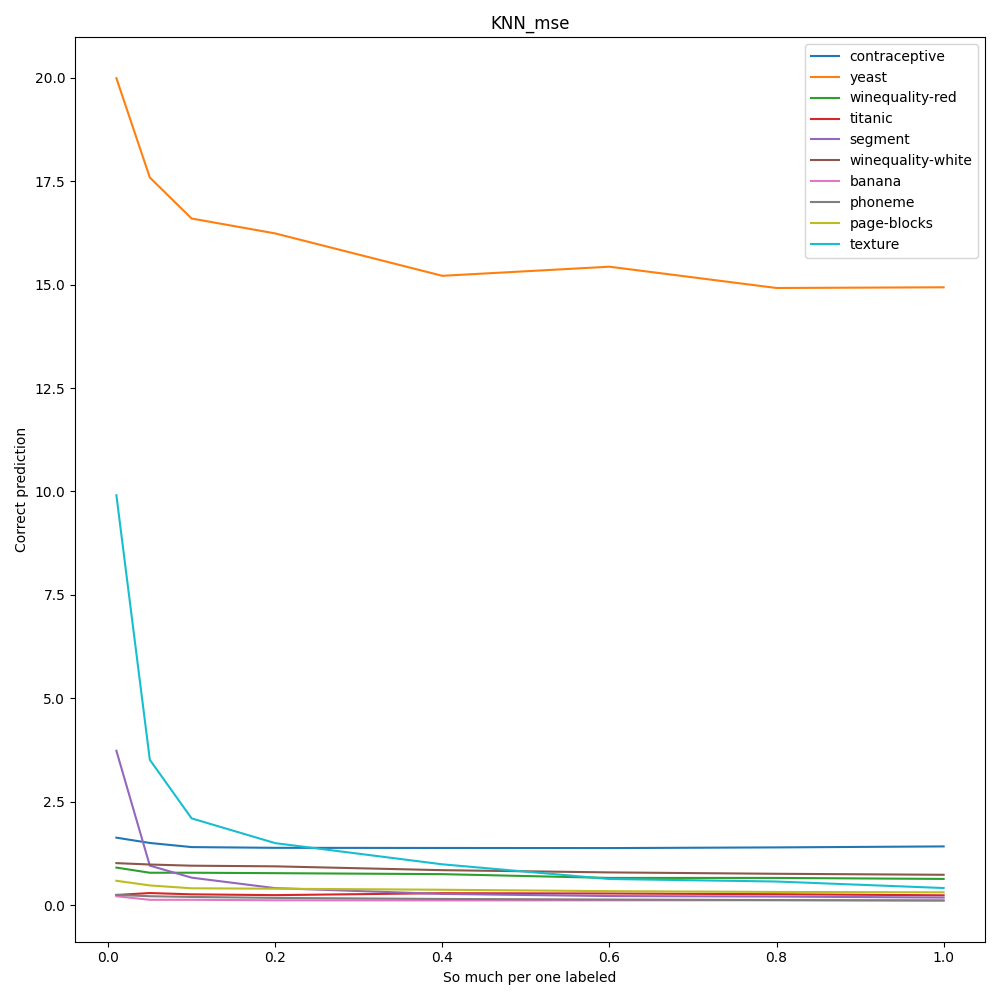 KNN_mse
contraceptive
yeast
winequality-red
titanic
segment
winequality-white
banana
phoneme
page-blocks
texture
Correct prediction
20.0
17.5
15.0
12.5
10.0
7.5
5.0
2.5
0.0
0.0 0.2 0.4 0.6 0.8 1.0
So much per one labeled